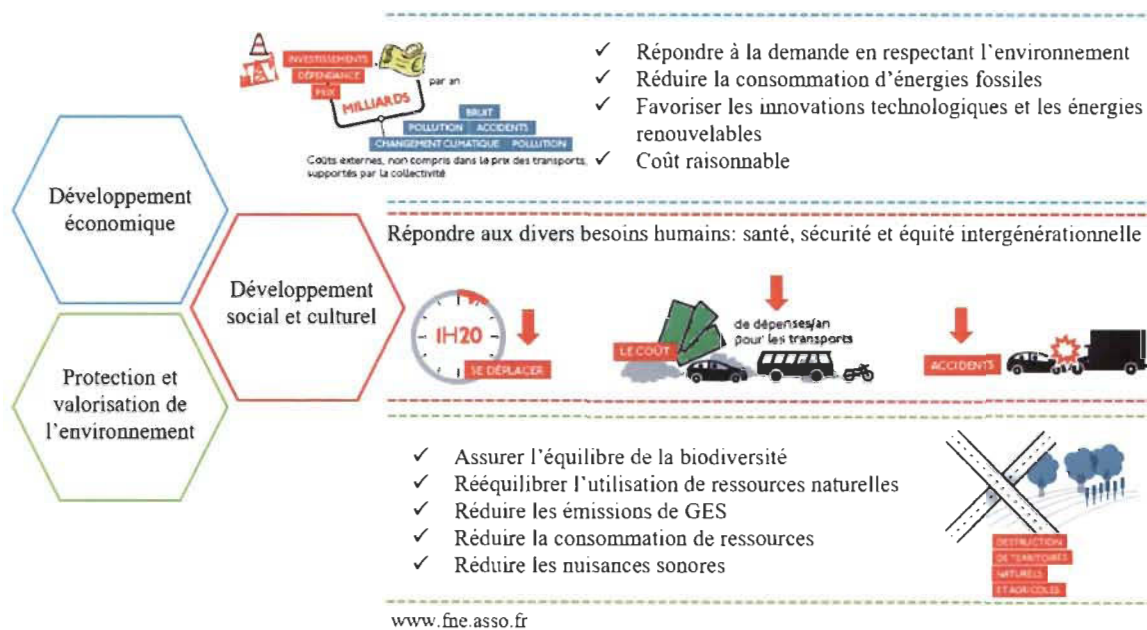 INVESTISSEMENTS
DÉPENDANCE
PRIX
par an
MILLIARDS
BRUIT
POLLUTION ACCIDENTS
CHANGEMENT CLIMATIQUE POLLUTION
Coûts externes, non compris dans le prix des transports,
supportés par la collectivité
✓ Répondre à la demande en respectant l'environnement
✓ Réduire la consommation d'énergies fossiles
✓ Favoriser les innovations technologiques et les énergies
renouvelables
✓ Coût raisonnable
Développement
économique
Développement
social et culturel
Protection et
valorisation de
l'environnement
Répondre aux divers besoins humains: santé, sécurité et équité intergénérationnelle
1H20
SE DÉPLACER
LE COÛT
de dépenses/an
pour les transports
ACCIDENTS
✓ Assurer l'équilibre de la biodiversité
✓ Rééquilibrer l'utilisation de ressources naturelles
✓ Réduire les émissions de GES
✓ Réduire la consommation de ressources
✓ Réduire les nuisances sonores
DESTRUCTION
DE TERRITOIRES
NATURELS
ET AGRICOLES
www.fne.asso.fr